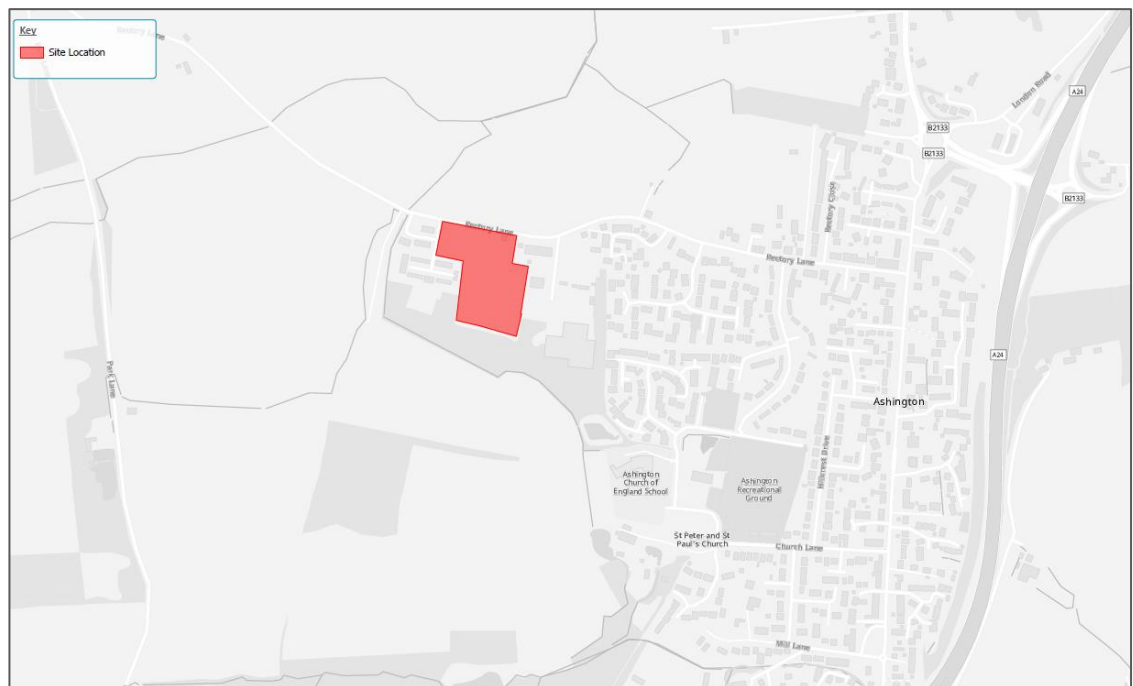 Key
Site Location
Rectory Lane
London Road
A24
B2133
B2133
B2133
Rectory Close
Rectory Lane
Rectory Lane
A24
Park Lane
Ashington
Hillcrest Drive
Ashington
Church of
England School
Ashington
Recreational
Ground
St Peter and St
Paul's Church
Church Lane
Mill Lane